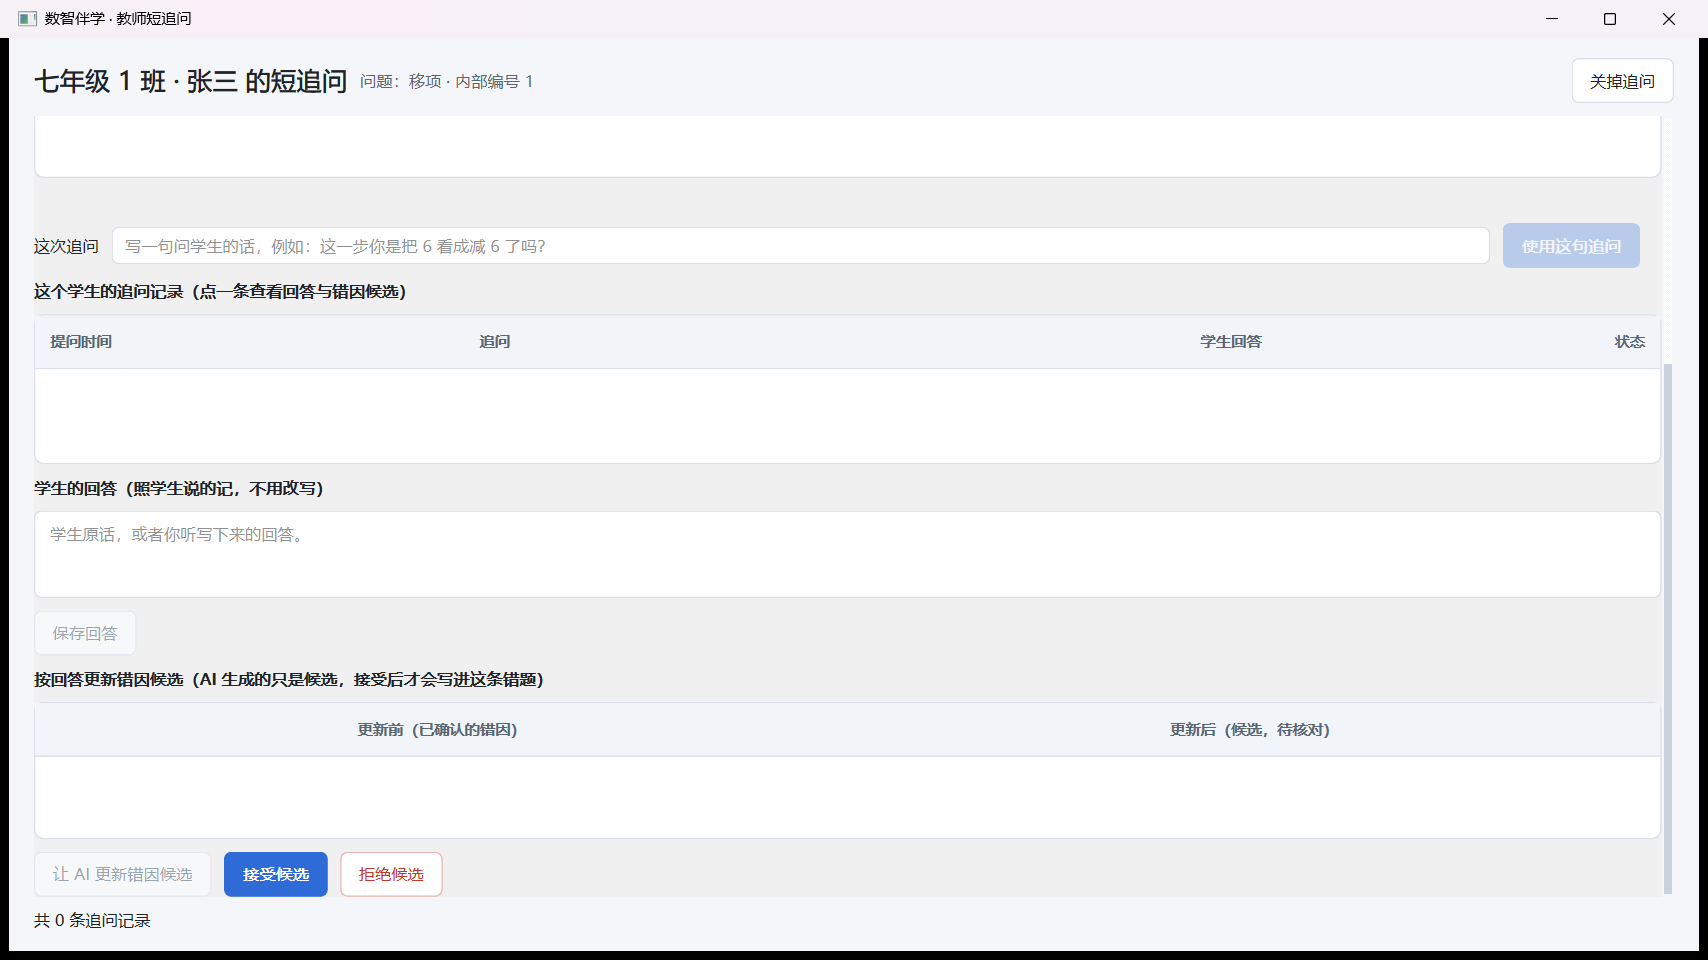 数智伴学 · 教师短追问
七年级 1 班 · 张三 的短追问 问题：移项 · 内部编号 1
关掉追问
这次追问 写一句问学生的话，例如：这一步你是把 6 看成减 6 了吗？ 使用这句追问
这个学生的追问记录（点一条查看回答与错因候选）
提问时间 追问 学生回答 状态
学生的回答（照学生说的记，不用改写）
学生原话，或者你听写下来的回答。
保存回答
按回答更新错因候选（AI 生成的只是候选，接受后才会写进这条错题）
更新前（已确认的错因） 更新后（候选，待核对）
让 AI 更新错因候选 接受候选 拒绝候选
共 0 条追问记录